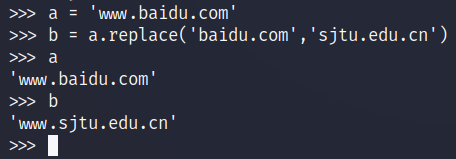 >>> a = 'www.baidu.com'
>>> b = a.replace('baidu.com','sjtu.edu.cn')
>>> a
'www.baidu.com'
>>> b
'www.sjtu.edu.cn'
>>>